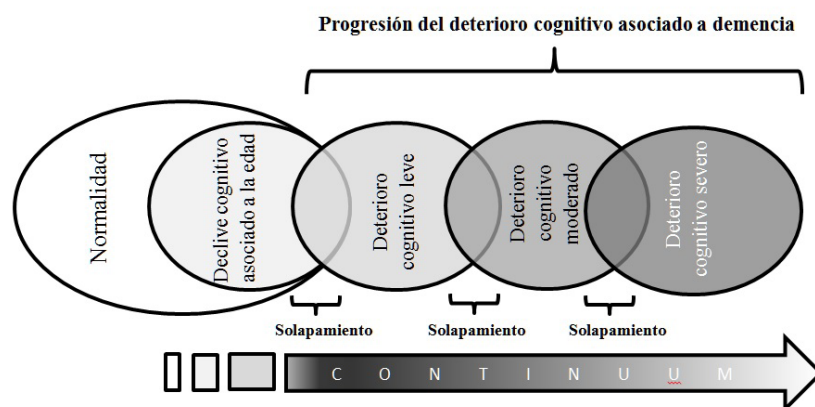 Progresión del deterioro cognitivo asociado a demencia
Normalidad
Declive cognitivo
asociado a la edad
Deterioro
cognitivo leve
Deterioro
cognitivo
moderado
Deterioro
cognitivo severo
Solapamiento
Solapamiento
Solapamiento
C O N T I N U U M